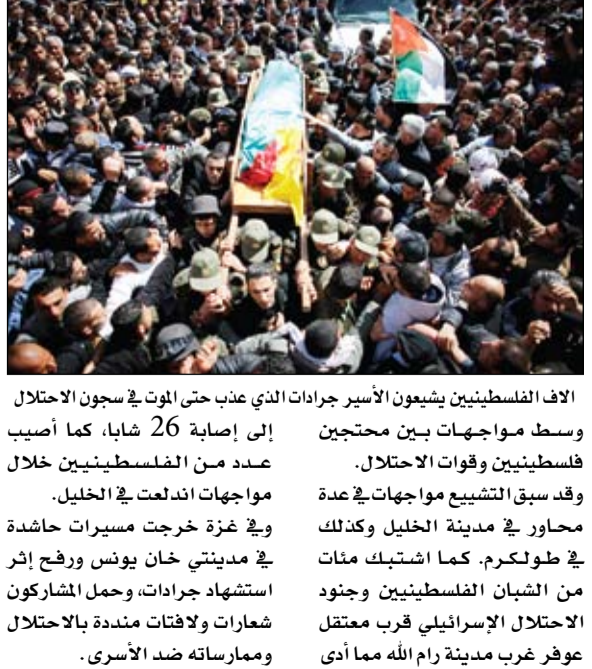 الاف الفلسطينيين يشيعون الأسير جرادات الذي عذب حتى الموت في سجون الاحتلال
وسط مواجهات بين محتجين
فلسطينيين وقوات الاحتلال.
وقد سبق التشييع مواجهات في عدة
محاور في مدينة الخليل وكذلك
في طولكرم. كما اشتبك مئات
من الشبان الفلسطينيين وجنود
الاحتلال الإسرائيلي قرب معتقل
عوفر غرب مدينة رام الله مما أدى
إلى إصابة 26 شابا، كما أصيب
عدد من الفلسطينيين خلال
مواجهات اندلعت في الخليل.
وفي غزة خرجت مسيرات حاشدة
في مدينتي خان يونس ورفح إثر
استشهاد جرادات، وحمل المشاركون
شعارات ولافتات منددة بالاحتلال
وممارساته ضد الأسرى.